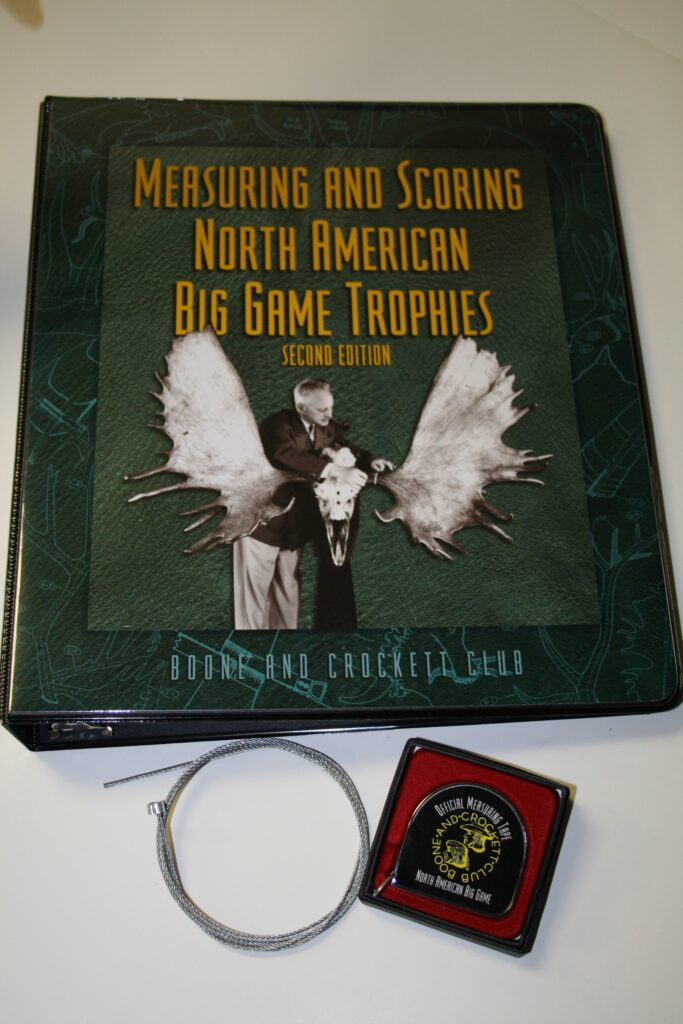 MEASURING AND SCORING
NORTH AMERICAN
BIG GAME TROPHIES
SECOND EDITION
BOONE AND CROCKETT CLUB
OFFICIAL MEASURING TAPE
BOONE·AND·CROCKETT·CLUB
NORTH AMERICAN BIG GAME